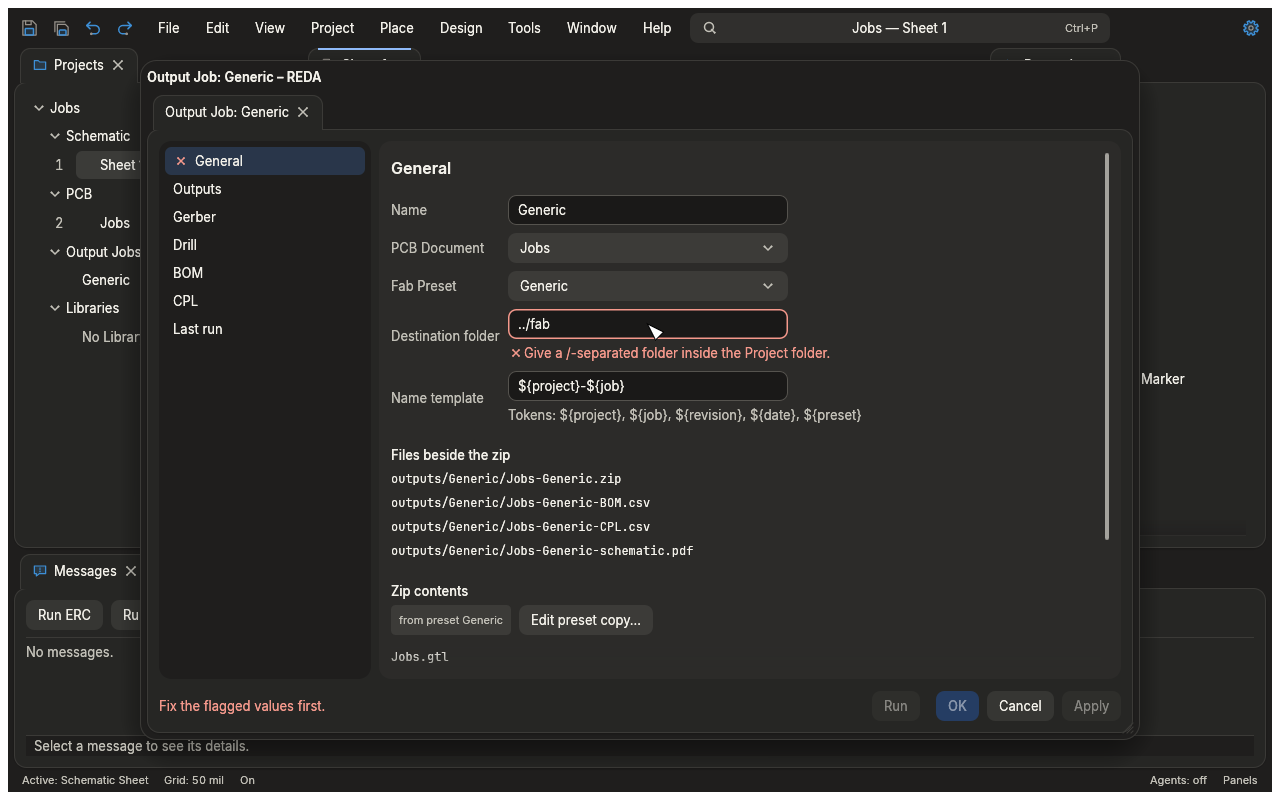 File Edit View Project Place Design Tools Window Help Jobs — Sheet 1 Ctrl+P
Projects
Jobs
Schematic
1 Sheet
PCB
2 Jobs
Output Jobs
Generic
Libraries
No Librar
Output Job: Generic – REDA
Output Job: Generic
General
Outputs
Gerber
Drill
BOM
CPL
Last run
General
Name Generic
PCB Document Jobs
Fab Preset Generic
Destination folder ../fab
Give a /-separated folder inside the Project folder.
Name template ${project}-${job}
Tokens: ${project}, ${job}, ${revision}, ${date}, ${preset}
Files beside the zip
outputs/Generic/Jobs-Generic.zip
outputs/Generic/Jobs-Generic-BOM.csv
outputs/Generic/Jobs-Generic-CPL.csv
outputs/Generic/Jobs-Generic-schematic.pdf
Zip contents
from preset Generic Edit preset copy...
Jobs.gtl
Fix the flagged values first.
Run OK Cancel Apply
Marker
Messages
Run ERC Ru
No messages.
Select a message to see its details.
Active: Schematic Sheet Grid: 50 mil On Agents: off Panels